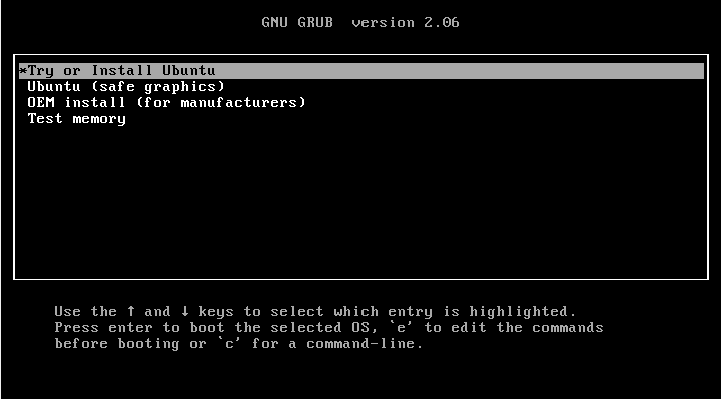 GNU GRUB  version 2.06
*Try or Install Ubuntu
Ubuntu (safe graphics)
OEM install (for manufacturers)
Test memory
Use the ↑ and ↓ keys to select which entry is highlighted.
Press enter to boot the selected OS, `e' to edit the commands
before booting or `c' for a command-line.